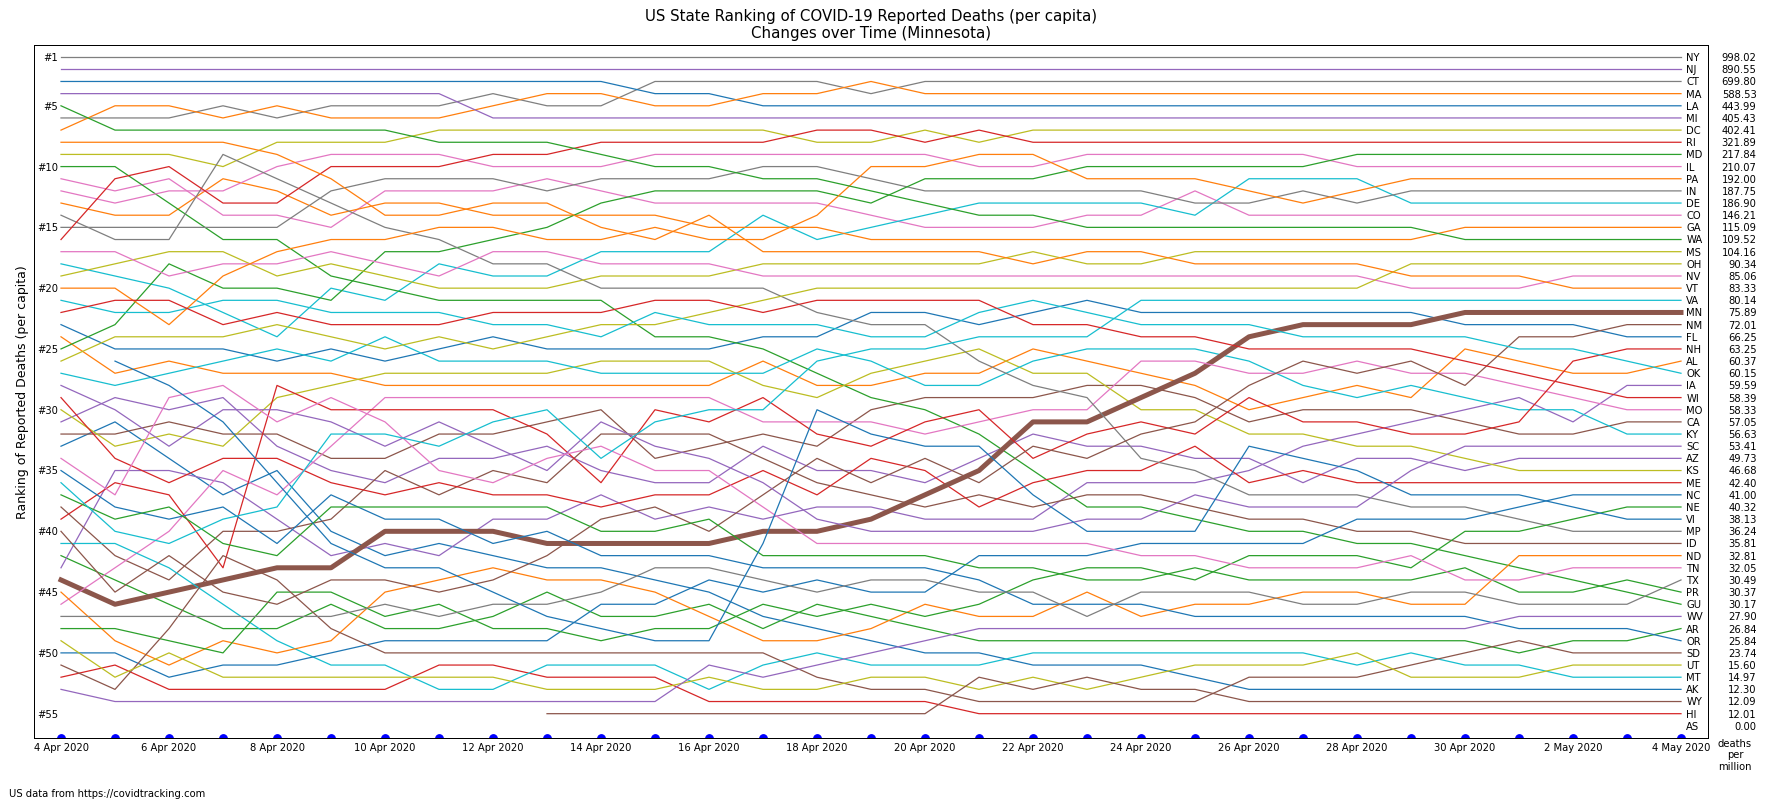 US State Ranking of COVID-19 Reported Deaths (per capita)
Changes over Time (Minnesota)
Ranking of Reported Deaths (per capita)
#1
#5
#10
#15
#20
#25
#30
#35
#40
#45
#50
#55
NY 998.02
NJ 890.55
CT 699.80
MA 588.53
LA 443.99
MI 405.43
DC 402.41
RI 321.89
MD 217.84
IL 210.07
PA 192.00
IN 187.75
DE 186.90
CO 146.21
GA 115.09
WA 109.52
MS 104.16
OH 90.34
NV 85.06
VT 83.33
VA 80.14
MN 75.89
NM 72.01
FL 66.25
NH 63.25
AL 60.37
OK 60.15
IA 59.59
WI 58.39
MO 58.33
CA 57.05
KY 56.63
SC 53.41
AZ 49.73
KS 46.68
ME 42.40
NC 41.00
NE 40.32
VI 38.13
MP 36.24
ID 35.81
ND 32.81
TN 32.05
TX 30.49
PR 30.37
GU 30.17
WV 27.90
AR 26.84
OR 25.84
SD 23.74
UT 15.60
MT 14.97
AK 12.30
WY 12.09
HI 12.01
AS 0.00
4 Apr 2020 6 Apr 2020 8 Apr 2020 10 Apr 2020 12 Apr 2020 14 Apr 2020 16 Apr 2020 18 Apr 2020 20 Apr 2020 22 Apr 2020 24 Apr 2020 26 Apr 2020 28 Apr 2020 30 Apr 2020 2 May 2020 4 May 2020
deaths
per
million
US data from https://covidtracking.com